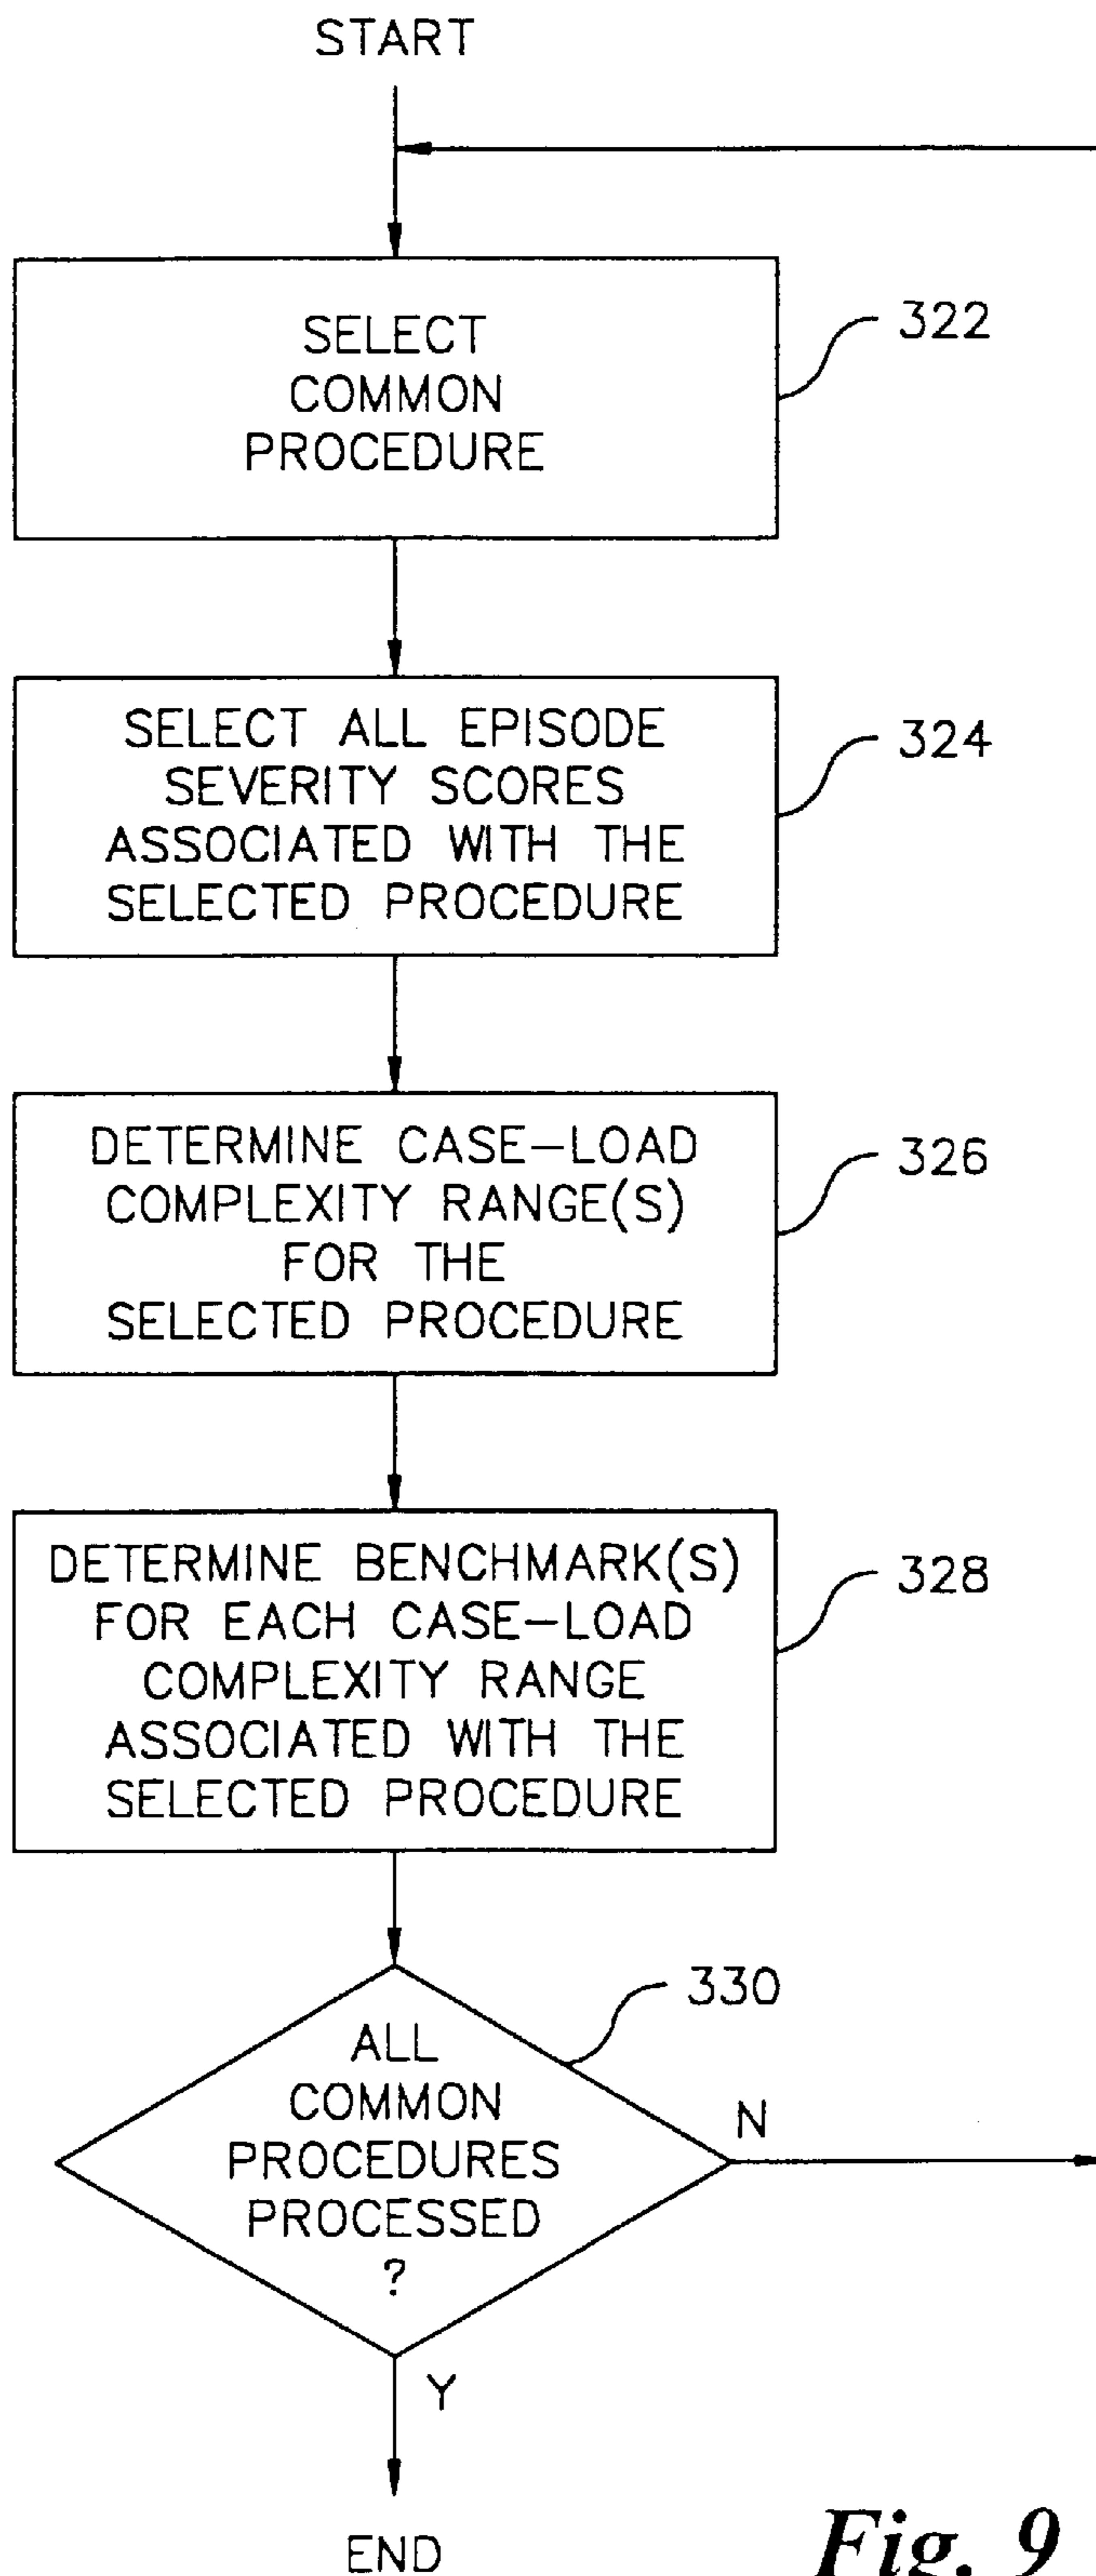 START
SELECT
COMMON
PROCEDURE
322
SELECT ALL EPISODE
SEVERITY SCORES
ASSOCIATED WITH THE
SELECTED PROCEDURE
324
DETERMINE CASE-LOAD
COMPLEXITY RANGE(S)
FOR THE
SELECTED PROCEDURE
326
DETERMINE BENCHMARK(S)
FOR EACH CASE-LOAD
COMPLEXITY RANGE
ASSOCIATED WITH THE
SELECTED PROCEDURE
328
330
ALL
COMMON
PROCEDURES
PROCESSED
?
N
Y
END
Fig. 9